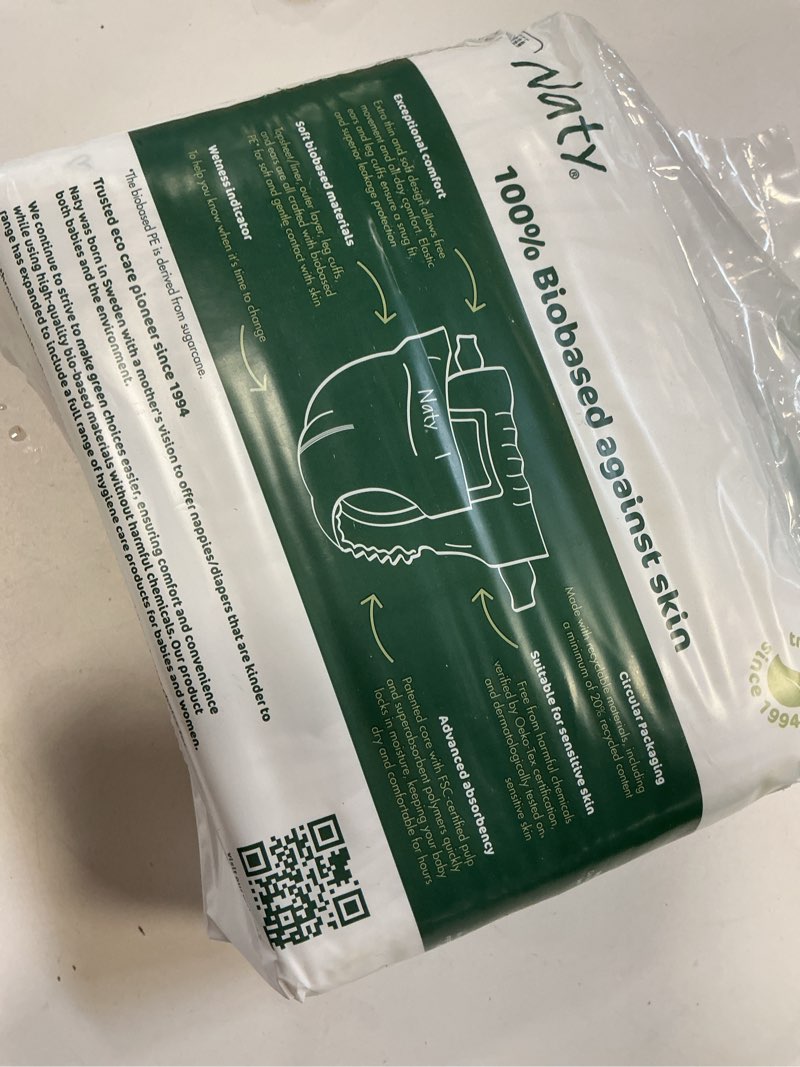 Naty®
100% Biobased against skin
Exceptional comfort
Extra thin and soft design allows free
movement and all-day comfort. Elastic
ears and leg cuffs ensure a snug fit,
and superior leakage protection
Soft biobased materials
Topsheet/liner, outer layer, leg cuffs,
and ears are all crafted with biobased
PE* for soft and gentle contact with skin
Wetness indicator
To help you know when it's time to change
Naty.
Circular Packaging
Made with recyclable materials, including
a minimum of 20% recycled content
Suitable for sensitive skin
Free from harmful chemicals
verified by Oeko-Tex certification,
and dermatologically tested on
sensitive skin
Advanced absorbency
Patented core with FSC-certified pulp
and superabsorbent polymers quickly
locks in moisture, keeping your baby
dry and comfortable for hours
*The biobased PE is derived from sugarcane.
Trusted eco care pioneer since 1994
Naty was born in Sweden with a mother's vision to offer nappies/diapers that are kinder to
both babies and the environment.
We continue to strive to make green choices easier, ensuring comfort and convenience
while using high-quality bio-based materials without harmful chemicals. Our product
range has expanded to include a full range of hygiene care products for babies and women.
since 1994